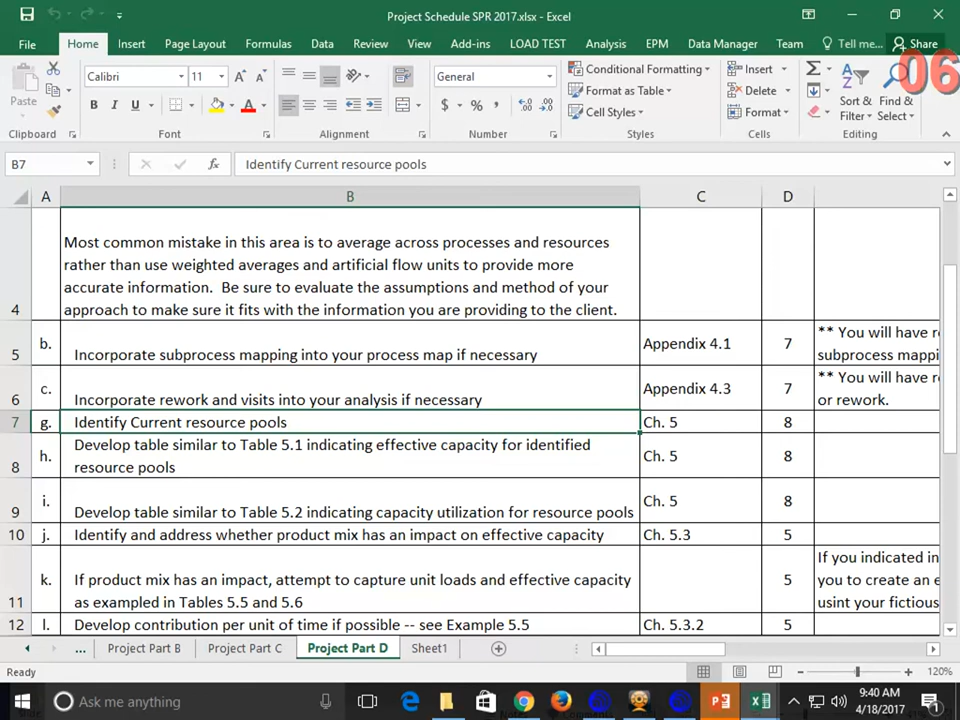 Project Schedule SPR 2017.xlsx - Excel
File Home Insert Page Layout Formulas Data Review View Add-ins LOAD TEST Analysis EPM Data Manager Team Tell me... Share
06
Calibri 11 General Conditional Formatting Insert
Paste Format as Table Delete Sort & Find &
B I U A $ % Cell Styles Format Filter Select
Clipboard Font Alignment Number Styles Cells Editing
B7 fx Identify Current resource pools
A B C D
Most common mistake in this area is to average across processes and resources
rather than use weighted averages and artificial flow units to provide more
accurate information. Be sure to evaluate the assumptions and method of your
4 approach to make sure it fits with the information you are providing to the client.
** You will have r
5 b. Incorporate subprocess mapping into your process map if necessary Appendix 4.1 7 subprocess mappi
** You will have r
6 c. Incorporate rework and visits into your analysis if necessary Appendix 4.3 7 or rework.
7 g. Identify Current resource pools Ch. 5 8
Develop table similar to Table 5.1 indicating effective capacity for identified
8 h. resource pools Ch. 5 8
9 i. Develop table similar to Table 5.2 indicating capacity utilization for resource pools Ch. 5 8
10 j. Identify and address whether product mix has an impact on effective capacity Ch. 5.3 5
If you indicated in
k. If product mix has an impact, attempt to capture unit loads and effective capacity 5 you to create an e
11 as exampled in Tables 5.5 and 5.6 usint your fictious
12 l. Develop contribution per unit of time if possible -- see Example 5.5 Ch. 5.3.2 5
... Project Part B Project Part C Project Part D Sheet1
Ready 120%
Ask me anything 9:40 AM
4/18/2017 1